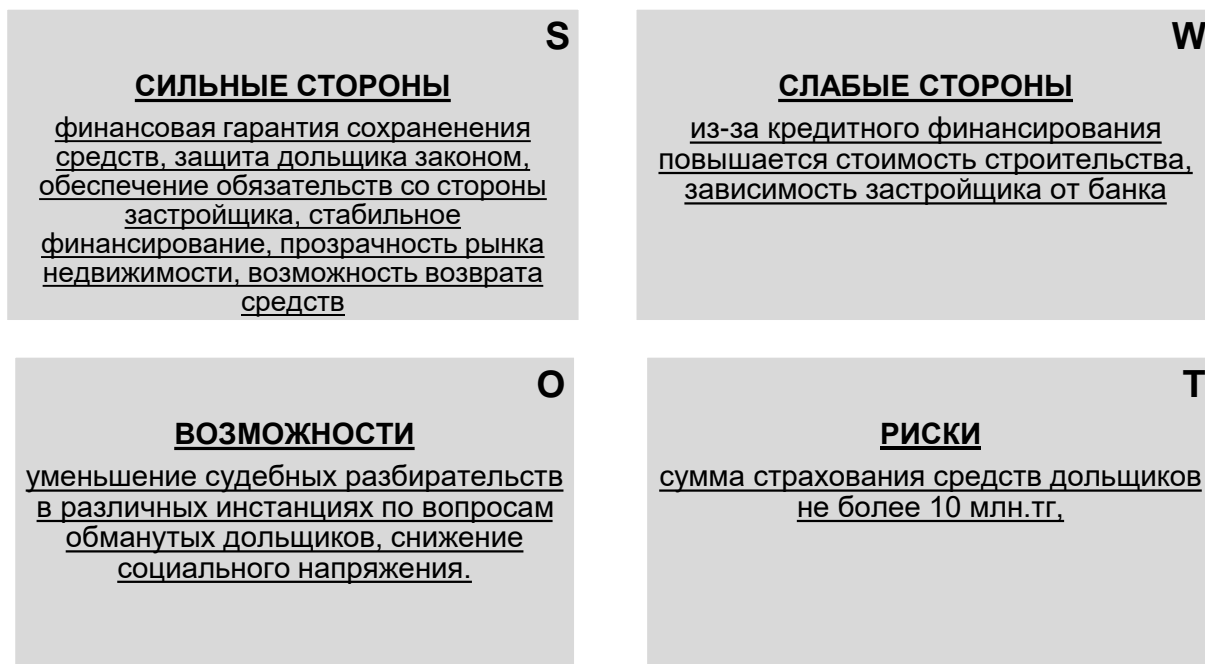 S
СИЛЬНЫЕ СТОРОНЫ
финансовая гарантия сохраненения
средств, защита дольщика законом,
обеспечение обязательств со стороны
застройщика, стабильное
финансирование, прозрачность рынка
недвижимости, возможность возврата
средств
W
СЛАБЫЕ СТОРОНЫ
из-за кредитного финансирования
повышается стоимость строительства,
зависимость застройщика от банка
O
ВОЗМОЖНОСТИ
уменьшение судебных разбирательств
в различных инстанциях по вопросам
обманутых дольщиков, снижение
социального напряжения.
T
РИСКИ
сумма страхования средств дольщиков
не более 10 млн.тг,